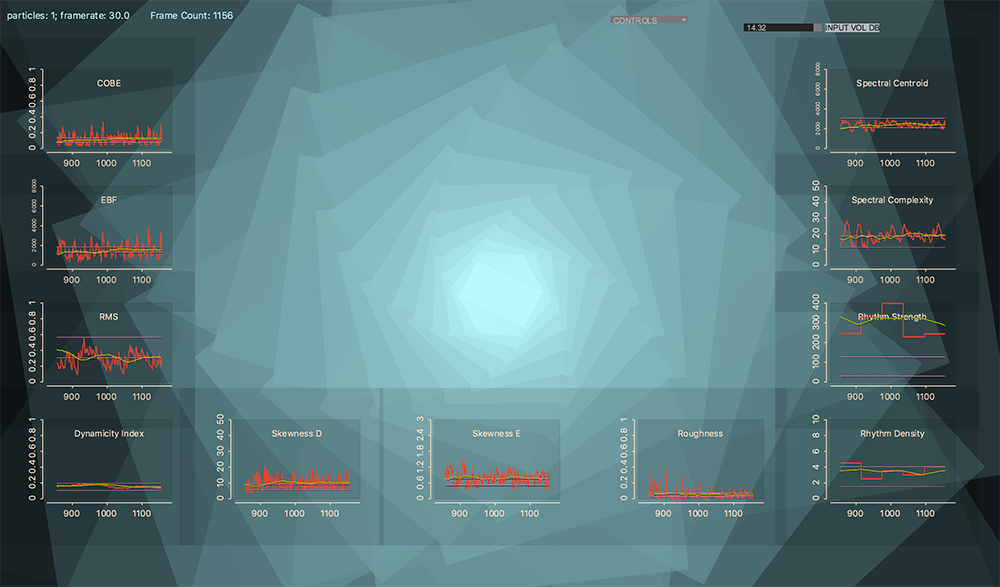 particles: 1; framerate: 30.0 Frame Count: 1156
CONTROLS
14.32 INPUT VOL DB
COBE
0 0.2 0.4 0.6 0.8 1
900 1000 1100
EBF
0 2000 4000 6000 8000
900 1000 1100
RMS
0 0.2 0.4 0.6 0.8 1
900 1000 1100
Dynamicity Index
0 0.2 0.4 0.6 0.8 1
900 1000 1100
Skewness D
0 10 20 30 40 50
900 1000 1100
Skewness E
0 0.6 1.2 1.8 2.4 3
900 1000 1100
Roughness
0 0.2 0.4 0.6 0.8 1
900 1000 1100
Spectral Centroid
0 2000 4000 6000 8000
900 1000 1100
Spectral Complexity
0 10 20 30 40 50
900 1000 1100
Rhythm Strength
0 100 200 300 400
900 1000 1100
Rhythm Density
0 2 4 6 8 10
900 1000 1100